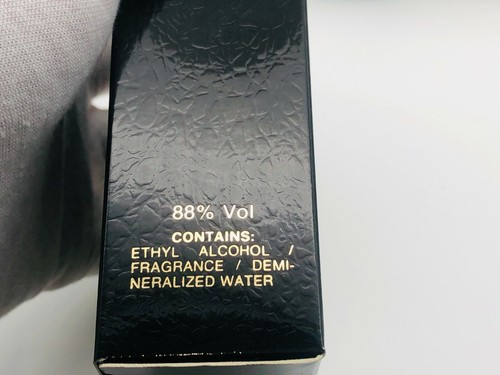 88% Vol
CONTAINS:
ETHYL ALCOHOL /
FRAGRANCE / DEMI-
NERALIZED WATER